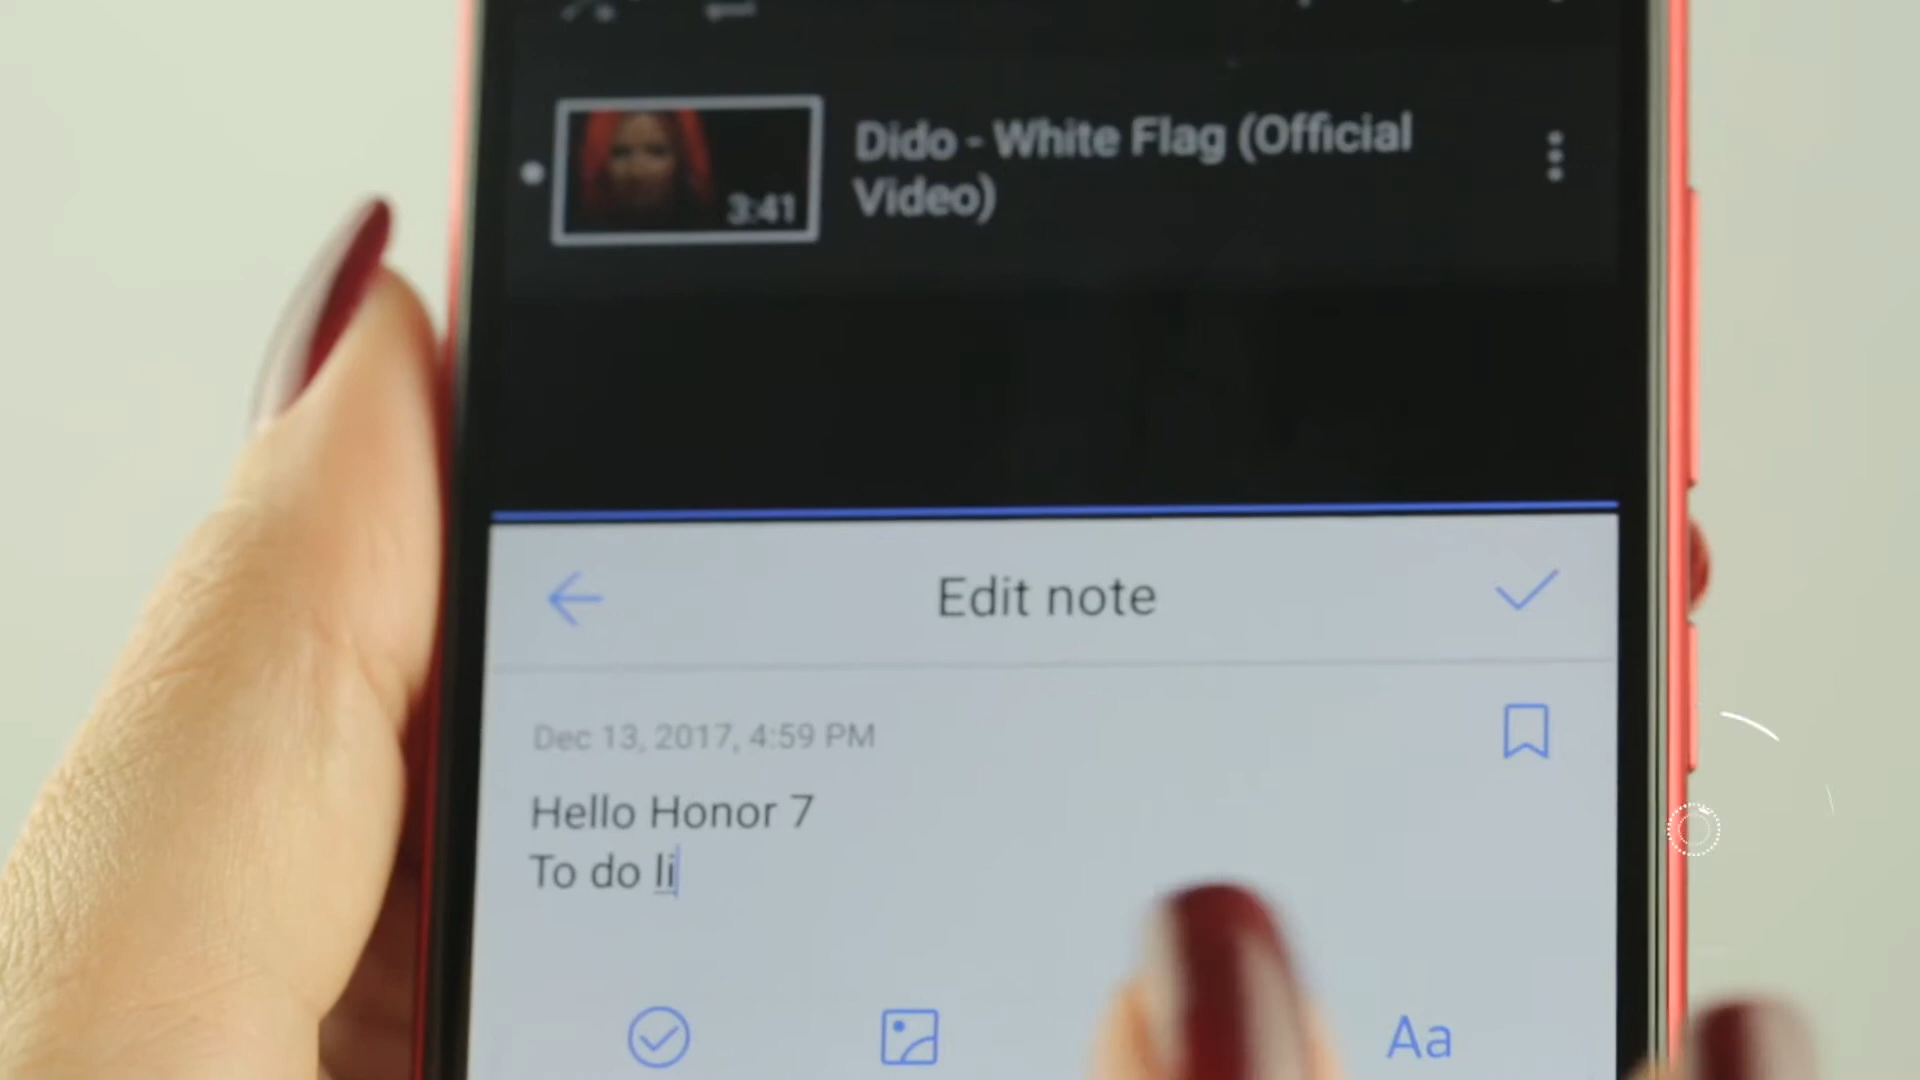 Dido - White Flag (Official
Video)
3:41
Edit note
Dec 13, 2017, 4:59 PM
Hello Honor 7
To do li
Aa